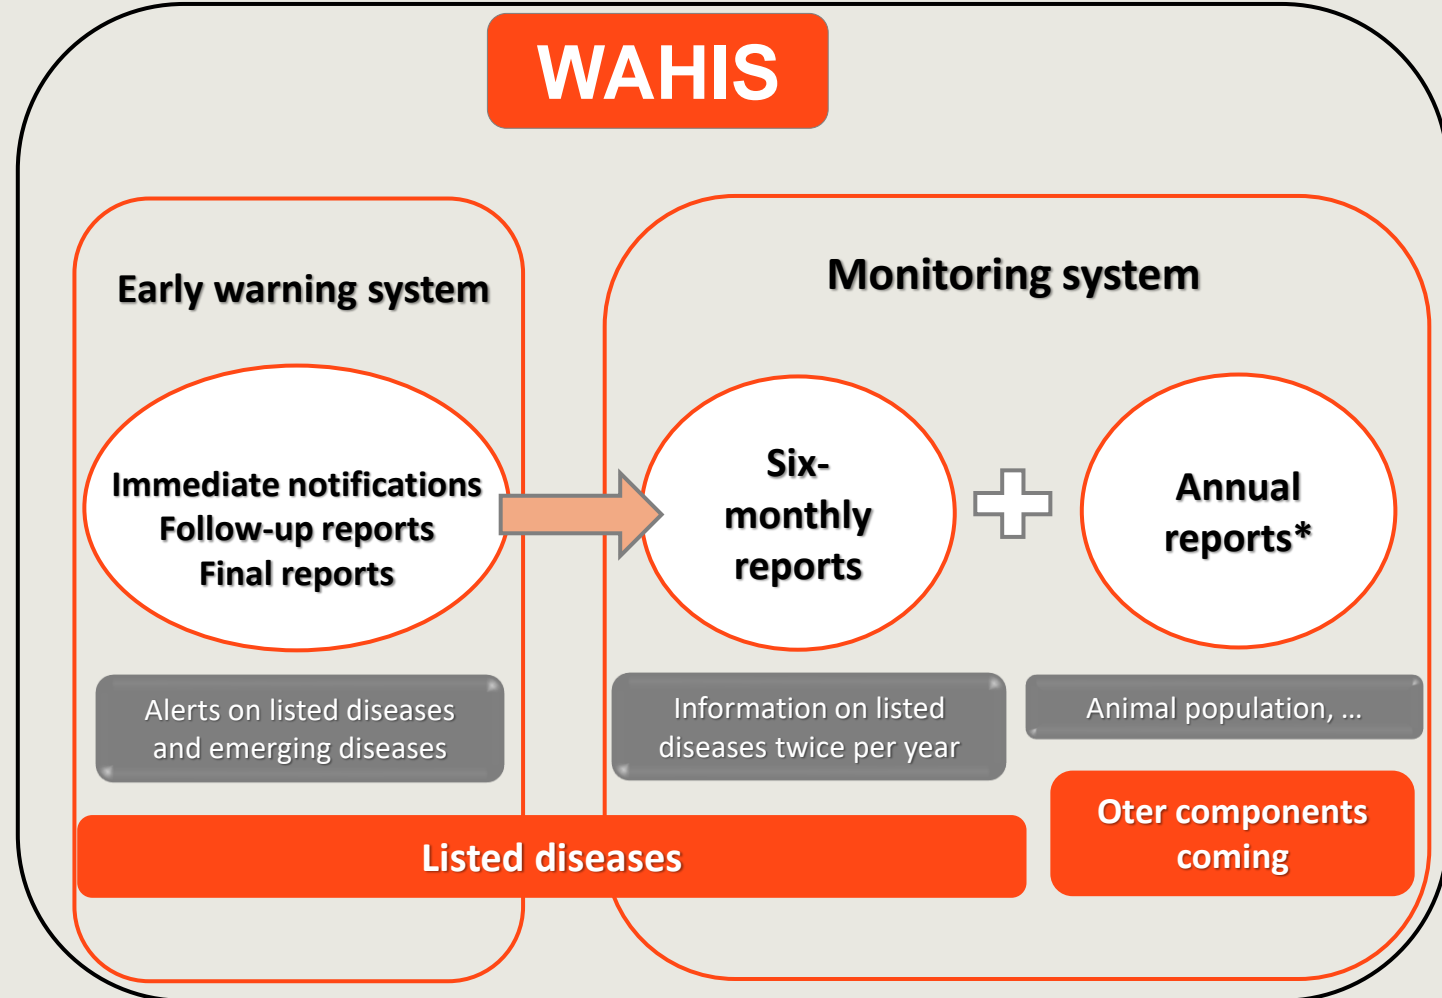 WAHIS
Early warning system
Immediate notifications
Follow-up reports
Final reports
Alerts on listed diseases
and emerging diseases
Monitoring system
Six-
monthly
reports
Information on listed
diseases twice per year
Annual
reports*
Animal population, ...
Listed diseases
Oter components
coming